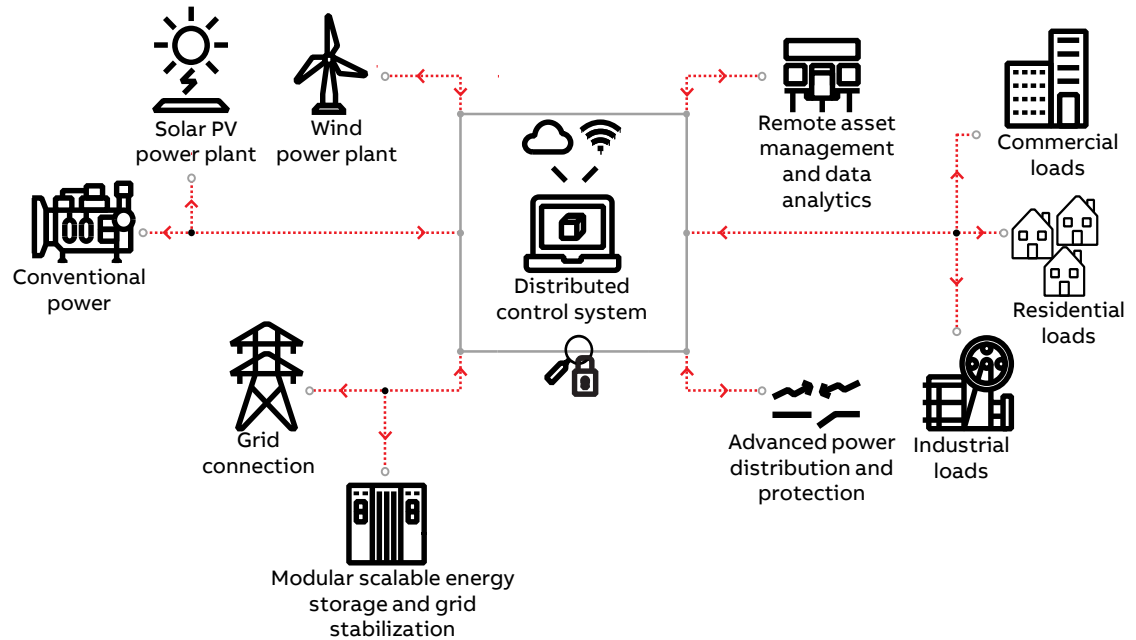 Solar PV
power plant
Wind
power plant
Remote asset
management
and data
analytics
Commercial
loads
Conventional
power
Distributed
control system
Residential
loads
Grid
connection
Advanced power
distribution and
protection
Industrial
loads
Modular scalable energy
storage and grid
stabilization